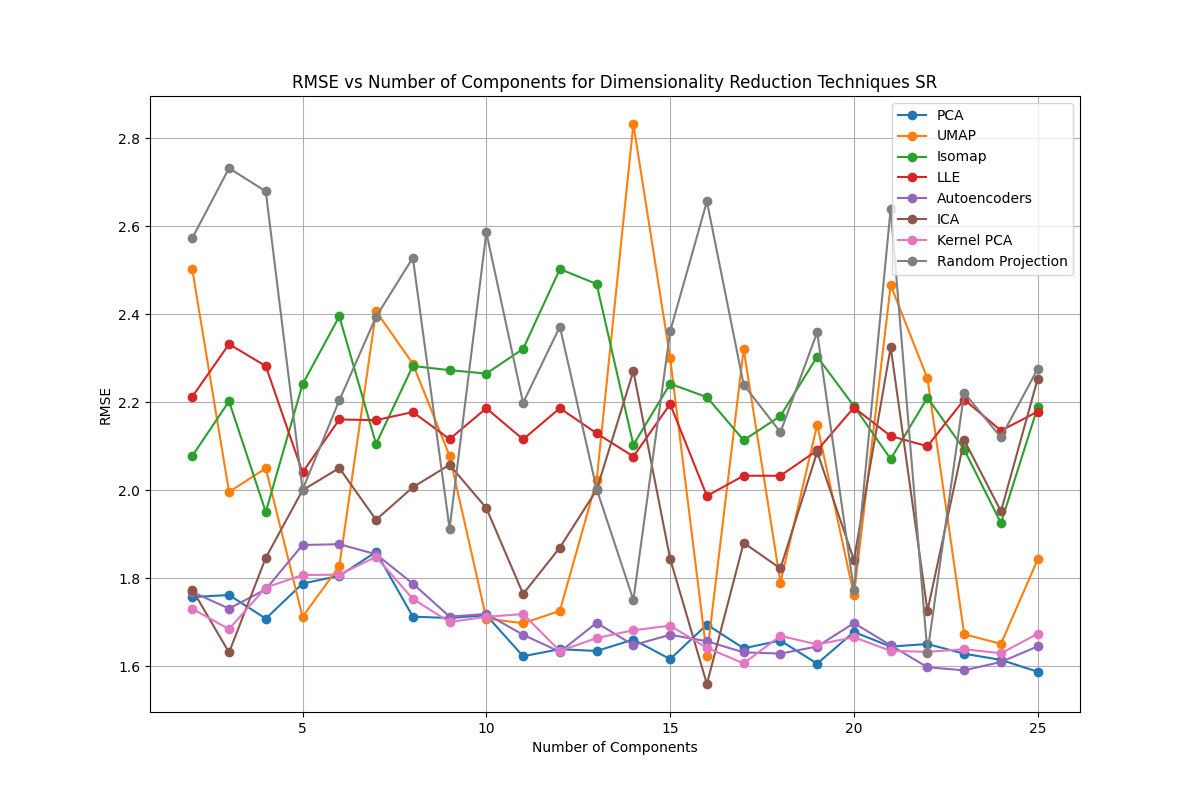 RMSE vs Number of Components for Dimensionality Reduction Techniques SR
PCA
UMAP
Isomap
LLE
Autoencoders
ICA
Kernel PCA
Random Projection
RMSE
2.8
2.6
2.4
2.2
2.0
1.8
1.6
5 10 15 20 25
Number of Components